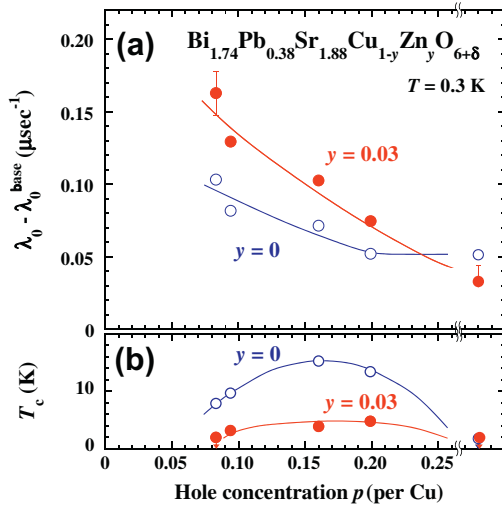 (a) Bi1.74Pb0.38Sr1.88Cu1-yZnyO6+δ
T = 0.3 K
0.20
0.15
0.10
0.05
0
λ0 - λ0base (μsec-1)
y = 0.03
y = 0
(b)
y = 0
y = 0.03
10
0
Tc (K)
0 0.05 0.10 0.15 0.20 0.25
Hole concentration p (per Cu)